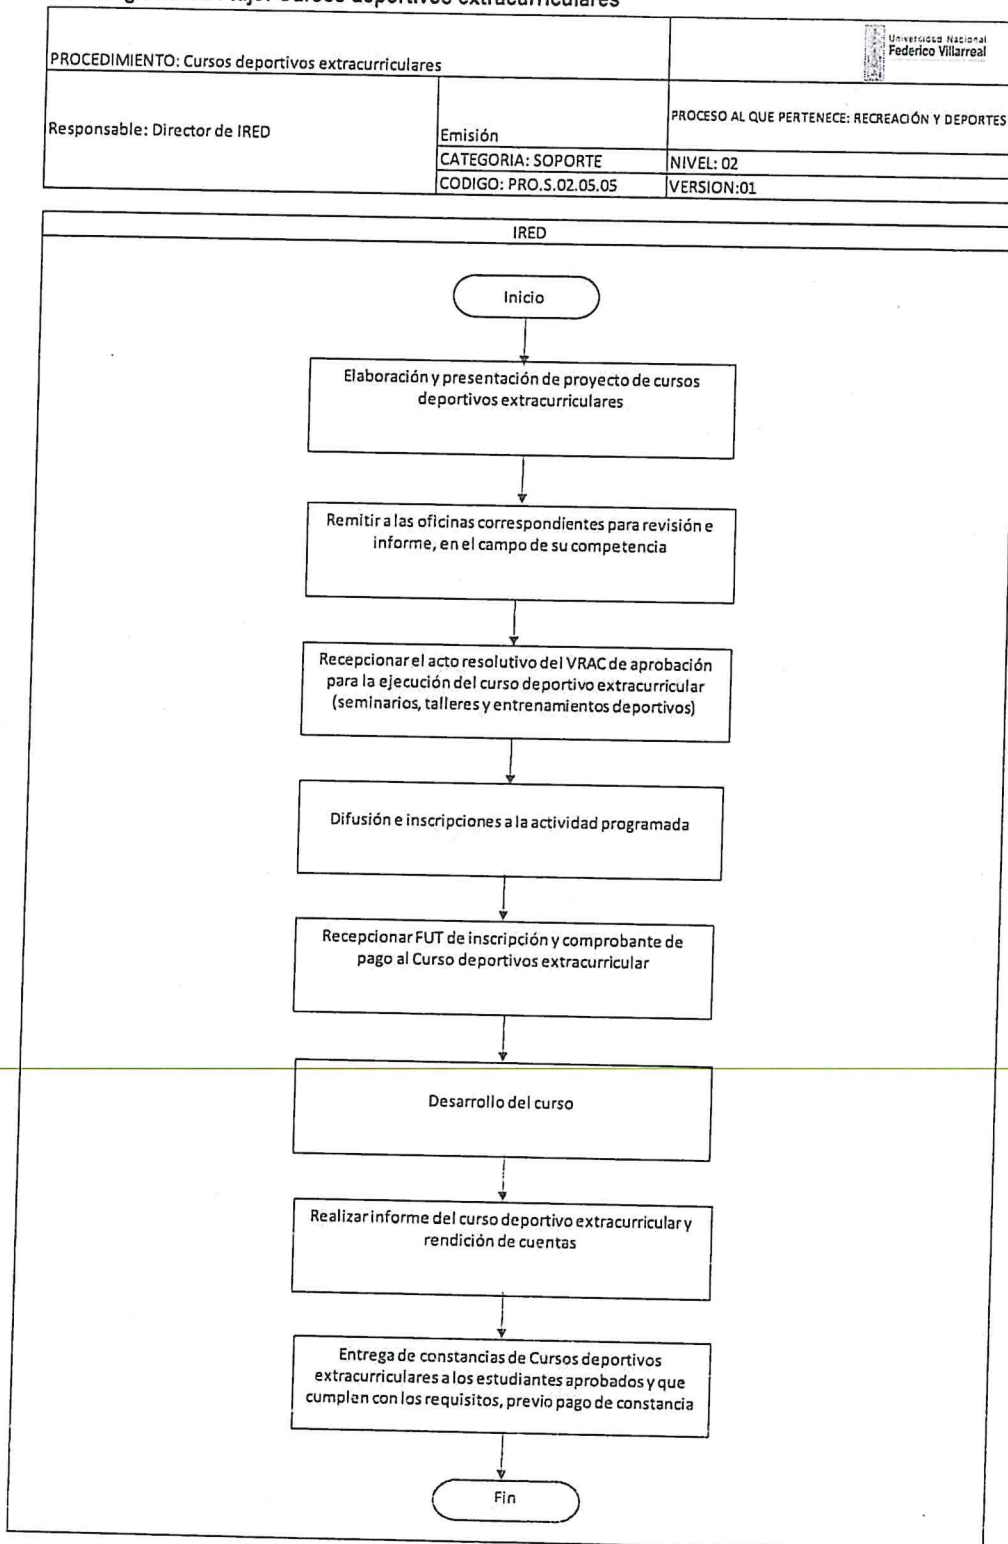 Cursos deportivos extracurriculares
Universidad Nacional
Federico Villarreal
PROCEDIMIENTO: Cursos deportivos extracurriculares
Responsable: Director de IRED
Emisión
PROCESO AL QUE PERTENECE: RECREACIÓN Y DEPORTES
CATEGORIA: SOPORTE
NIVEL: 02
CODIGO: PRO.S.02.05.05
VERSION:01
IRED
Inicio
Elaboración y presentación de proyecto de cursos
deportivos extracurriculares
Remitir a las oficinas correspondientes para revisión e
informe, en el campo de su competencia
Recepcionar el acto resolutivo del VRAC de aprobación
para la ejecución del curso deportivo extracurricular
(seminarios, talleres y entrenamientos deportivos)
Difusión e inscripciones a la actividad programada
Recepcionar FUT de inscripción y comprobante de
pago al Curso deportivos extracurricular
Desarrollo del curso
Realizar informe del curso deportivo extracurricular y
rendición de cuentas
Entrega de constancias de Cursos deportivos
extracurriculares a los estudiantes aprobados y que
cumplen con los requisitos, previo pago de constancia
Fin